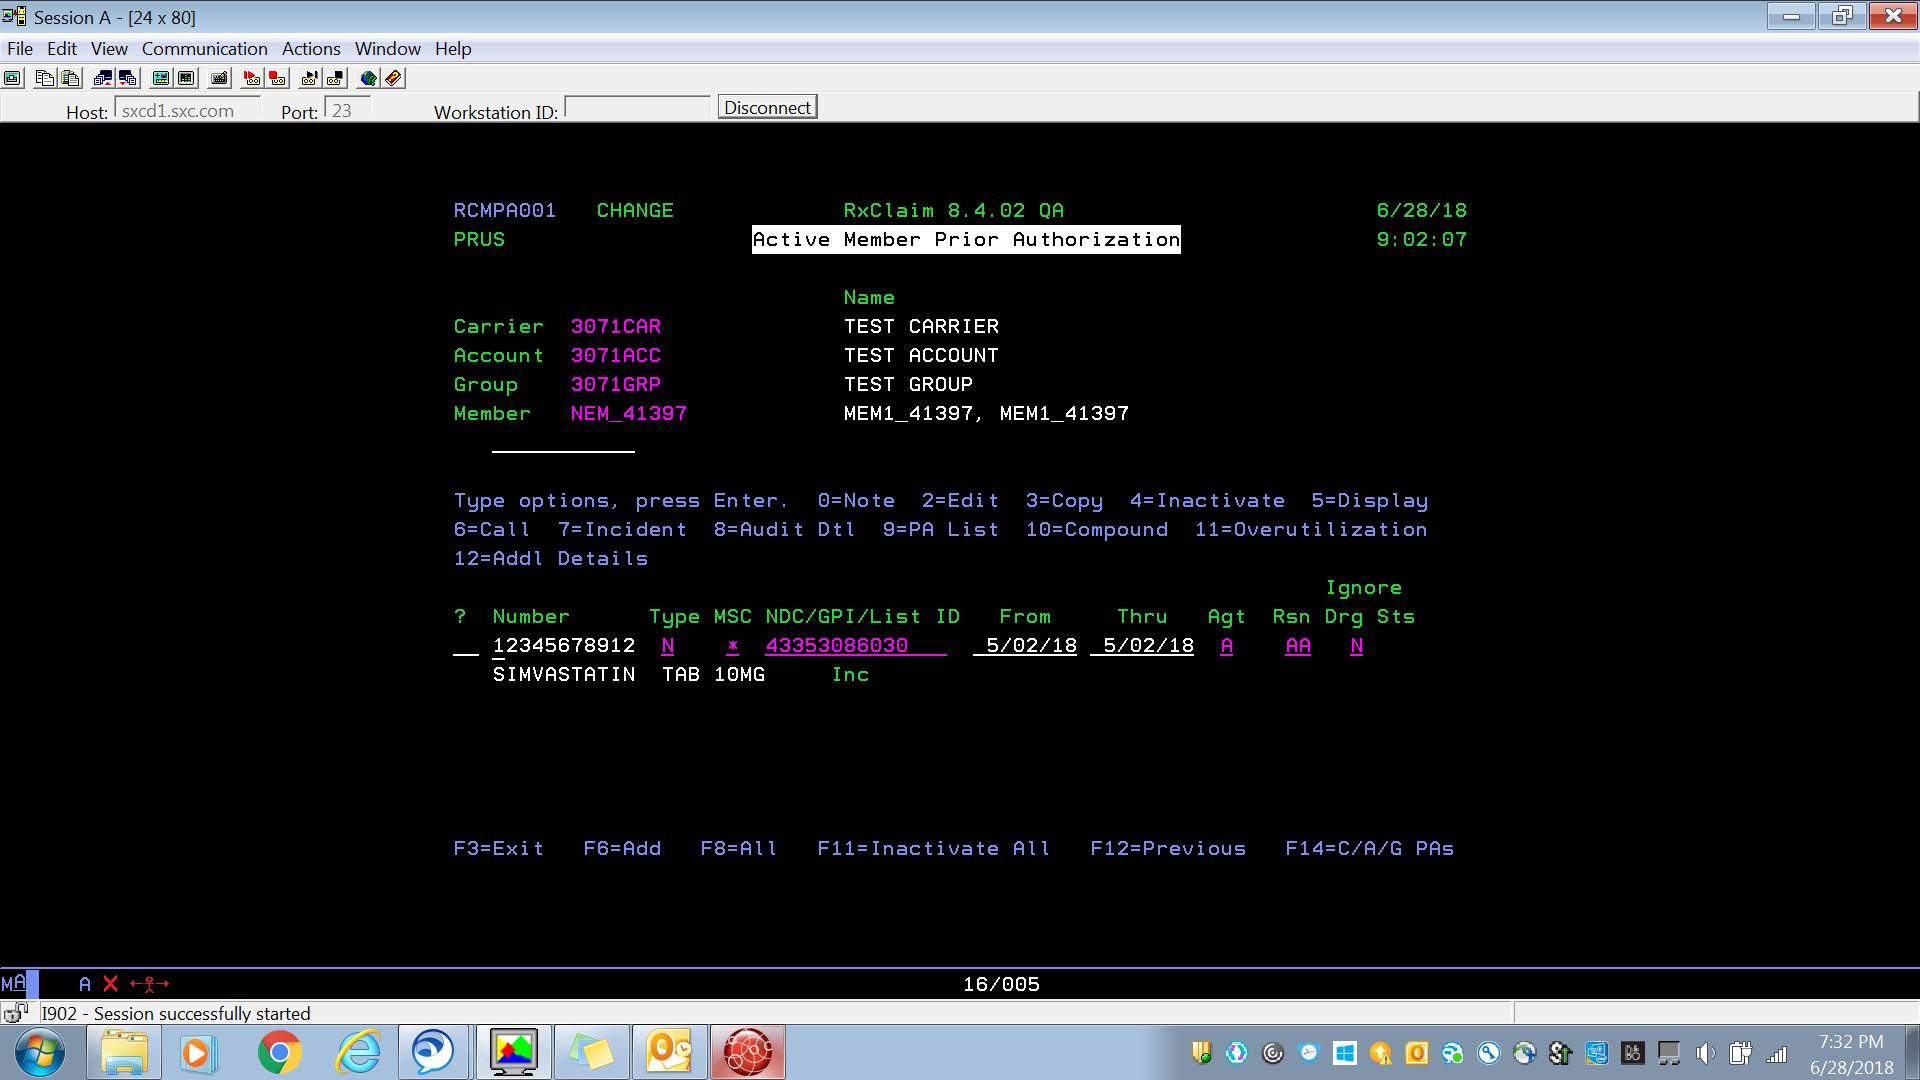 Session A - [24 x 80]
File Edit View Communication Actions Window Help
Host: sxcd1.sxc.com Port: 23 Workstation ID: Disconnect
RCMPA001 CHANGE RxClaim 8.4.02 QA 6/28/18
PRUS Active Member Prior Authorization 9:02:07
Name
Carrier 3071CAR TEST CARRIER
Account 3071ACC TEST ACCOUNT
Group 3071GRP TEST GROUP
Member NEM_41397 MEM1_41397, MEM1_41397
Type options, press Enter. 0=Note 2=Edit 3=Copy 4=Inactivate 5=Display
6=Call 7=Incident 8=Audit Dtl 9=PA List 10=Compound 11=Overutilization
12=Addl Details
Ignore
? Number Type MSC NDC/GPI/List ID From Thru Agt Rsn Drg Sts
12345678912 N * 43353086030 5/02/18 5/02/18 A AA N
SIMVASTATIN TAB 10MG Inc
F3=Exit F6=Add F8=All F11=Inactivate All F12=Previous F14=C/A/G PAs
MA A 16/005
I902 - Session successfully started
7:32 PM
6/28/2018